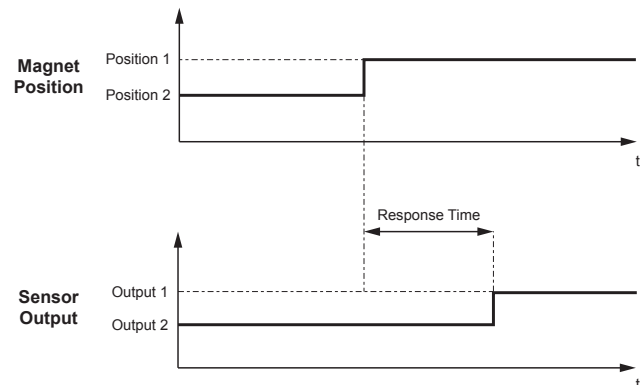 Magnet
Position
Position 1
Position 2
t
Response Time
Sensor
Output
Output 1
Output 2
t